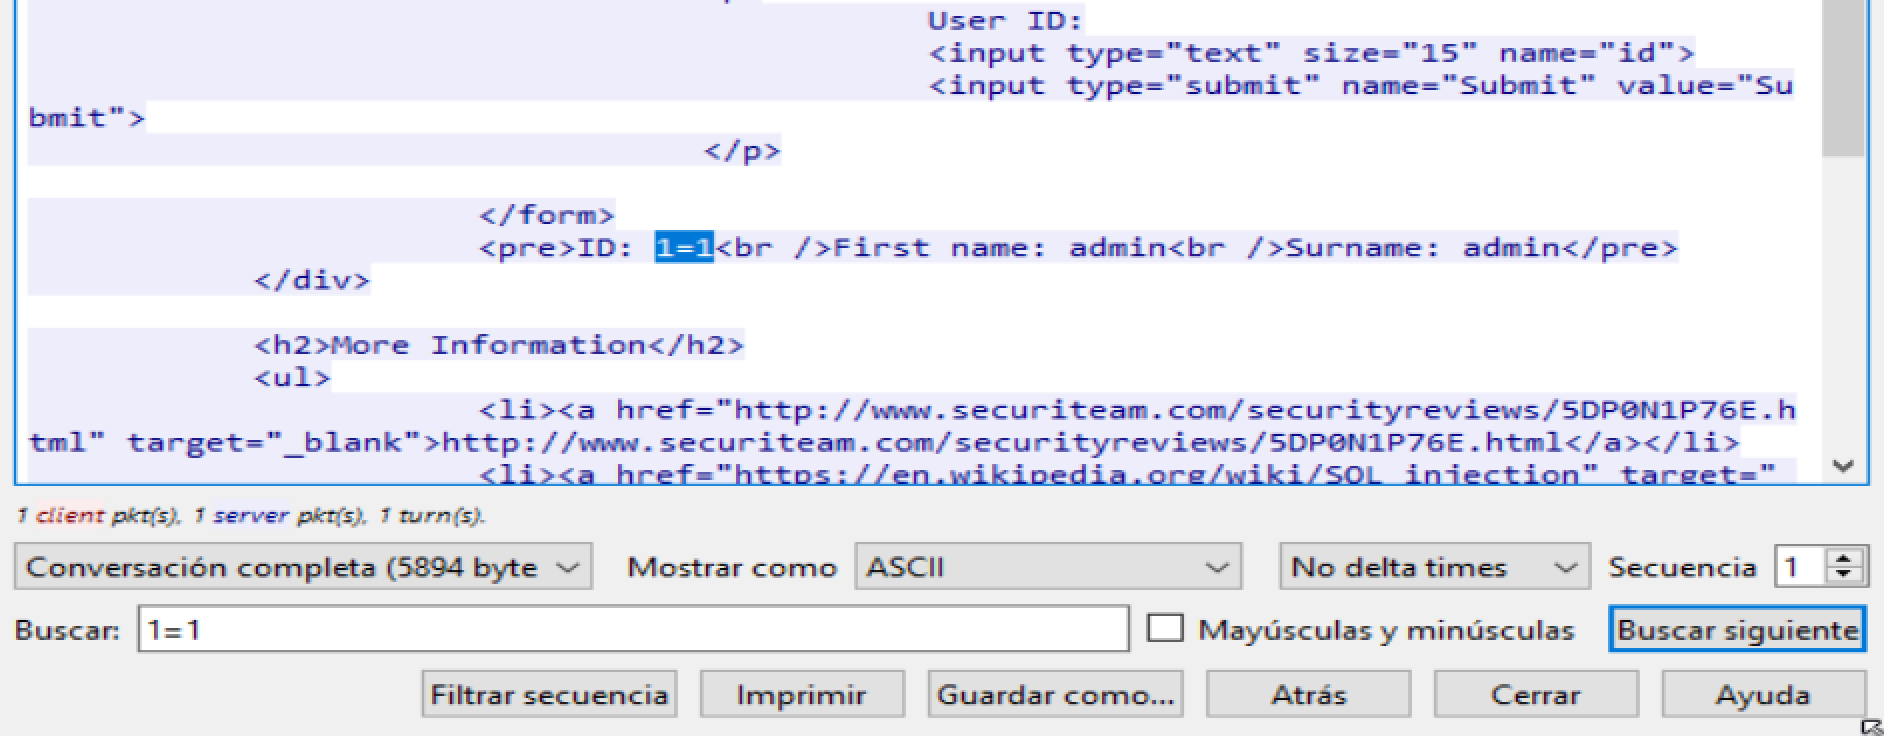 User ID:
<input type="text" size="15" name="id">
<input type="submit" name="Submit" value="Su
bmit">
</p>
</form>
<pre>ID: 1=1<br />First name: admin<br />Surname: admin</pre>
</div>
<h2>More Information</h2>
<ul>
<li><a href="http://www.securiteam.com/securityreviews/5DP0N1P76E.h
tml" target="_blank">http://www.securiteam.com/securityreviews/5DP0N1P76E.html</a></li>
<li><a href="https://en.wikipedia.org/wiki/SQL_injection" target="
1 client pkt(s), 1 server pkt(s), 1 turn(s).
Conversación completa (5894 byte Mostrar como ASCII No delta times Secuencia 1
Buscar: 1=1 Mayúsculas y minúsculas Buscar siguiente
Filtrar secuencia Imprimir Guardar como... Atrás Cerrar Ayuda